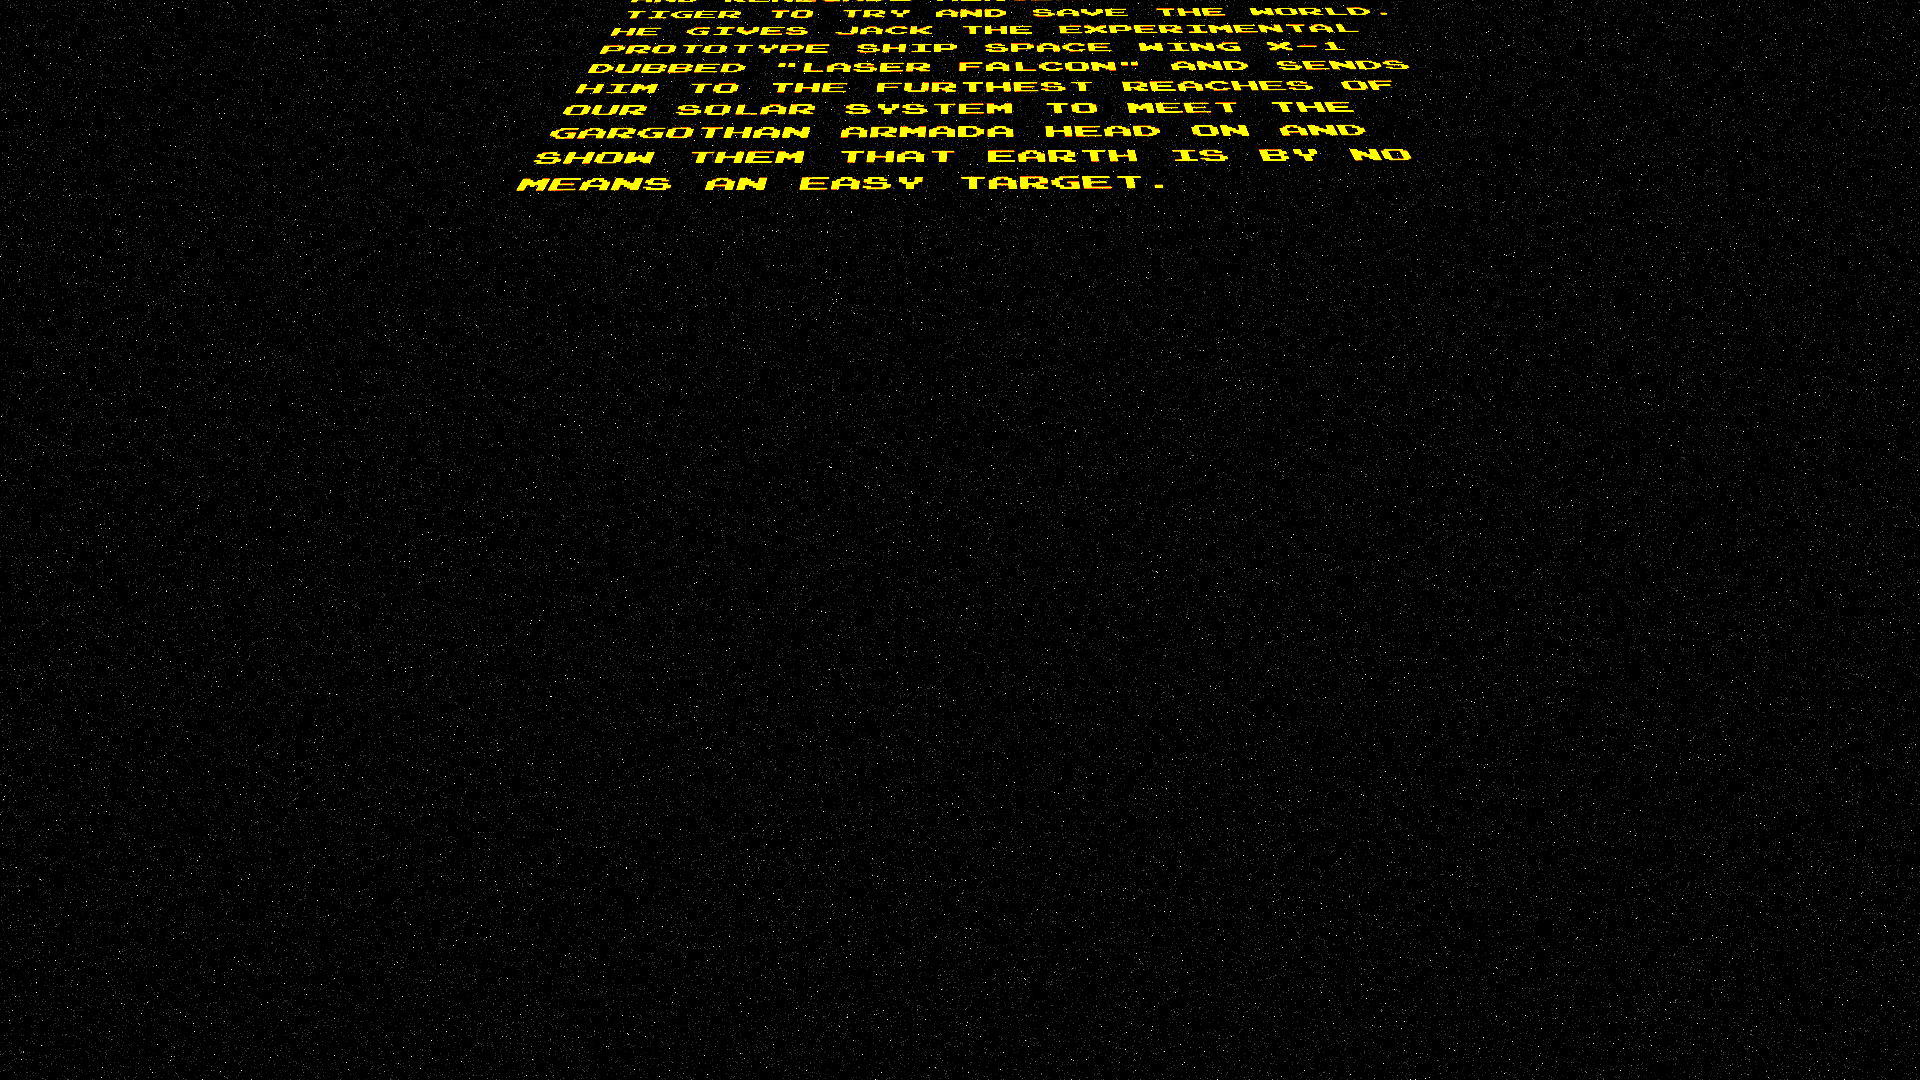 TIGER TO TRY AND SAVE THE WORLD.
HE GIVES JACK THE EXPERIMENTAL
PROTOTYPE SHIP SPACE WING X-1
DUBBED "LASER FALCON" AND SENDS
HIM TO THE FURTHEST REACHES OF
OUR SOLAR SYSTEM TO MEET THE
GARGOTHAN ARMADA HEAD ON AND
SHOW THEM THAT EARTH IS BY NO
MEANS AN EASY TARGET.